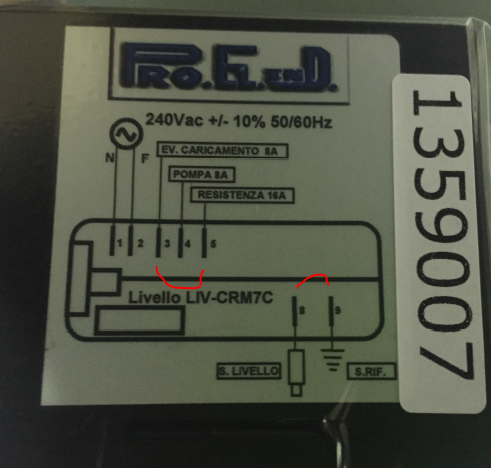 PRO.EL.IND.
240Vac +/- 10% 50/60Hz
N F EV. CARICAMENTO 8A
POMPA 8A
RESISTENZA 16A
1 2 3 4 5
Livello LIV-CRM7C
8 9
S. LIVELLO S.RIF.
1359007